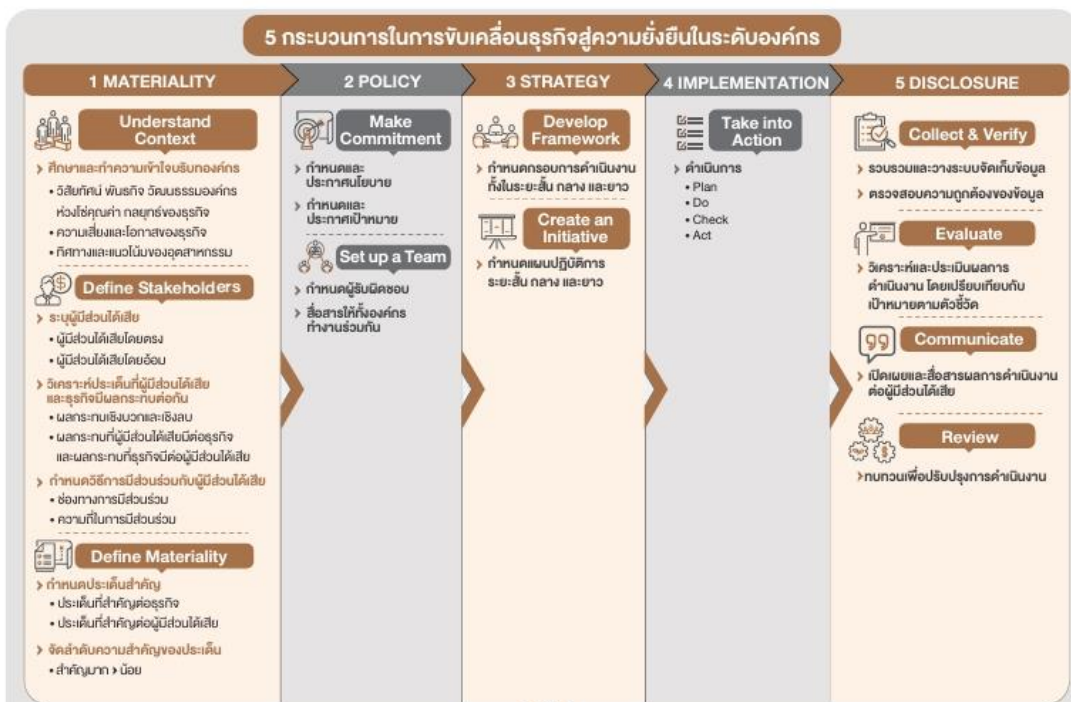 5 กระบวนการในการขับเคลื่อนธุรกิจสู่ความยั่งยืนในระดับองค์กร
1 MATERIALITY
Understand
Context
› ศึกษาและทำความเข้าใจบริบทองค์กร
• วิสัยทัศน์ พันธกิจ วัฒนธรรมองค์กร
ห่วงโซ่คุณค่า กลยุทธ์ของธุรกิจ
• ความเสี่ยงและโอกาสของธุรกิจ
• ทิศทางและแนวโน้มของอุตสาหกรรม
Define Stakeholders
› ระบุผู้มีส่วนได้เสีย
• ผู้มีส่วนได้เสียโดยตรง
• ผู้มีส่วนได้เสียโดยอ้อม
› วิเคราะห์ประเด็นที่ผู้มีส่วนได้เสีย
และธุรกิจมีผลกระทบต่อกัน
• ผลกระทบเชิงบวกและเชิงลบ
• ผลกระทบที่ผู้มีส่วนได้เสียมีต่อธุรกิจ
และผลกระทบที่ธุรกิจมีต่อผู้มีส่วนได้เสีย
› กำหนดวิธีการมีส่วนร่วมกับผู้มีส่วนได้เสีย
• ช่องทางการมีส่วนร่วม
• ความถี่ในการมีส่วนร่วม
Define Materiality
› กำหนดประเด็นสำคัญ
• ประเด็นที่สำคัญต่อธุรกิจ
• ประเด็นที่สำคัญต่อผู้มีส่วนได้เสีย
› จัดลำดับความสำคัญของประเด็น
• สำคัญมาก › น้อย
2 POLICY
Make
Commitment
› กำหนดและ
ประกาศนโยบาย
› กำหนดและ
ประกาศเป้าหมาย
Set up a Team
› กำหนดผู้รับผิดชอบ
› สื่อสารให้ทั้งองค์กร
ทำงานร่วมกัน
3 STRATEGY
Develop
Framework
› กำหนดกรอบการดำเนินงาน
ทั้งในระยะสั้น กลาง และยาว
Create an
Initiative
› กำหนดแผนปฏิบัติการ
ระยะสั้น กลาง และยาว
4 IMPLEMENTATION
Take into
Action
› ดำเนินการ
• Plan
• Do
• Check
• Act
5 DISCLOSURE
Collect & Verify
› รวบรวมและวางระบบจัดเก็บข้อมูล
› ตรวจสอบความถูกต้องของข้อมูล
Evaluate
› วิเคราะห์และประเมินผลการ
ดำเนินงาน โดยเปรียบเทียบกับ
เป้าหมายตามตัวชี้วัด
Communicate
› เปิดเผยและสื่อสารผลการดำเนินงาน
ต่อผู้มีส่วนได้เสีย
Review
›ทบทวนเพื่อปรับปรุงการดำเนินงาน